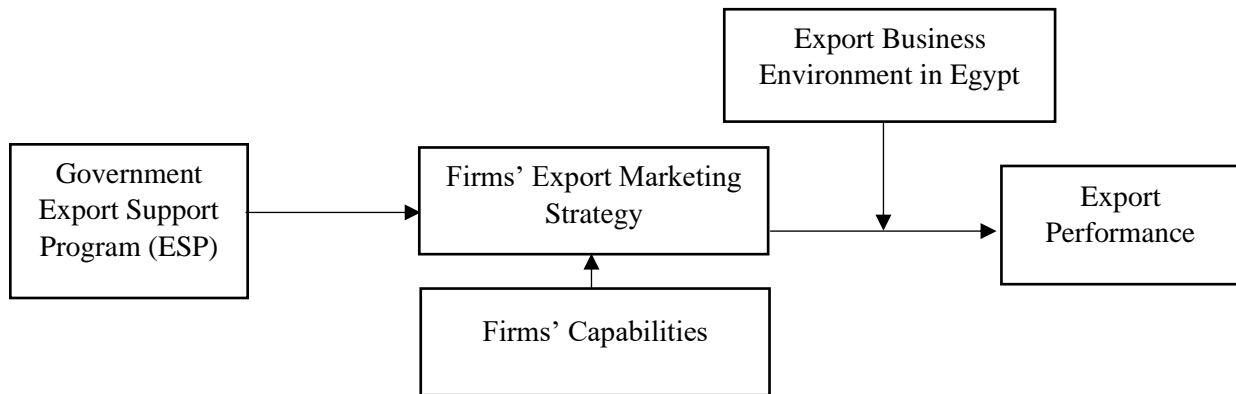 Export Business
Environment in Egypt
Government
Export Support
Program (ESP)
Firms’ Export Marketing
Strategy
Export
Performance
Firms’ Capabilities